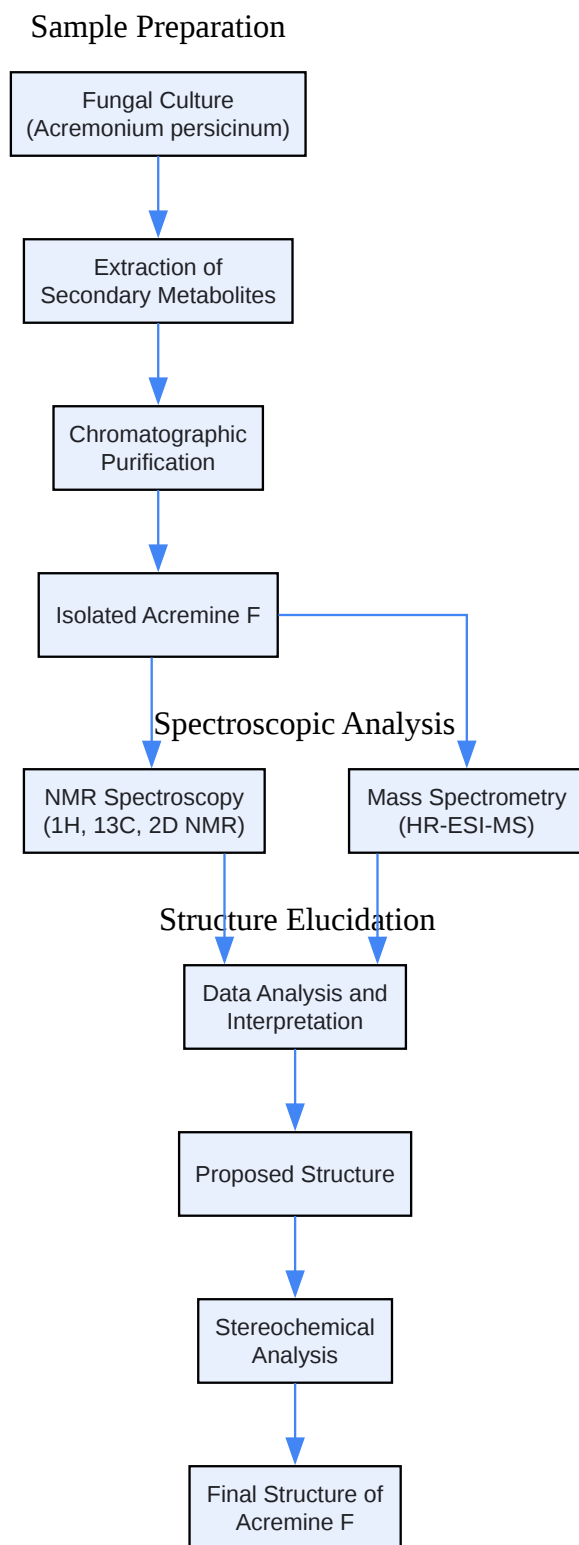 Sample Preparation
Fungal Culture
(Acremonium persicinum)
Extraction of
Secondary Metabolites
Chromatographic
Purification
Isolated Acremine F
Spectroscopic Analysis
NMR Spectroscopy
(1H, 13C, 2D NMR)
Mass Spectrometry
(HR-ESI-MS)
Structure Elucidation
Data Analysis and
Interpretation
Proposed Structure
Stereochemical
Analysis
Final Structure of
Acremine F